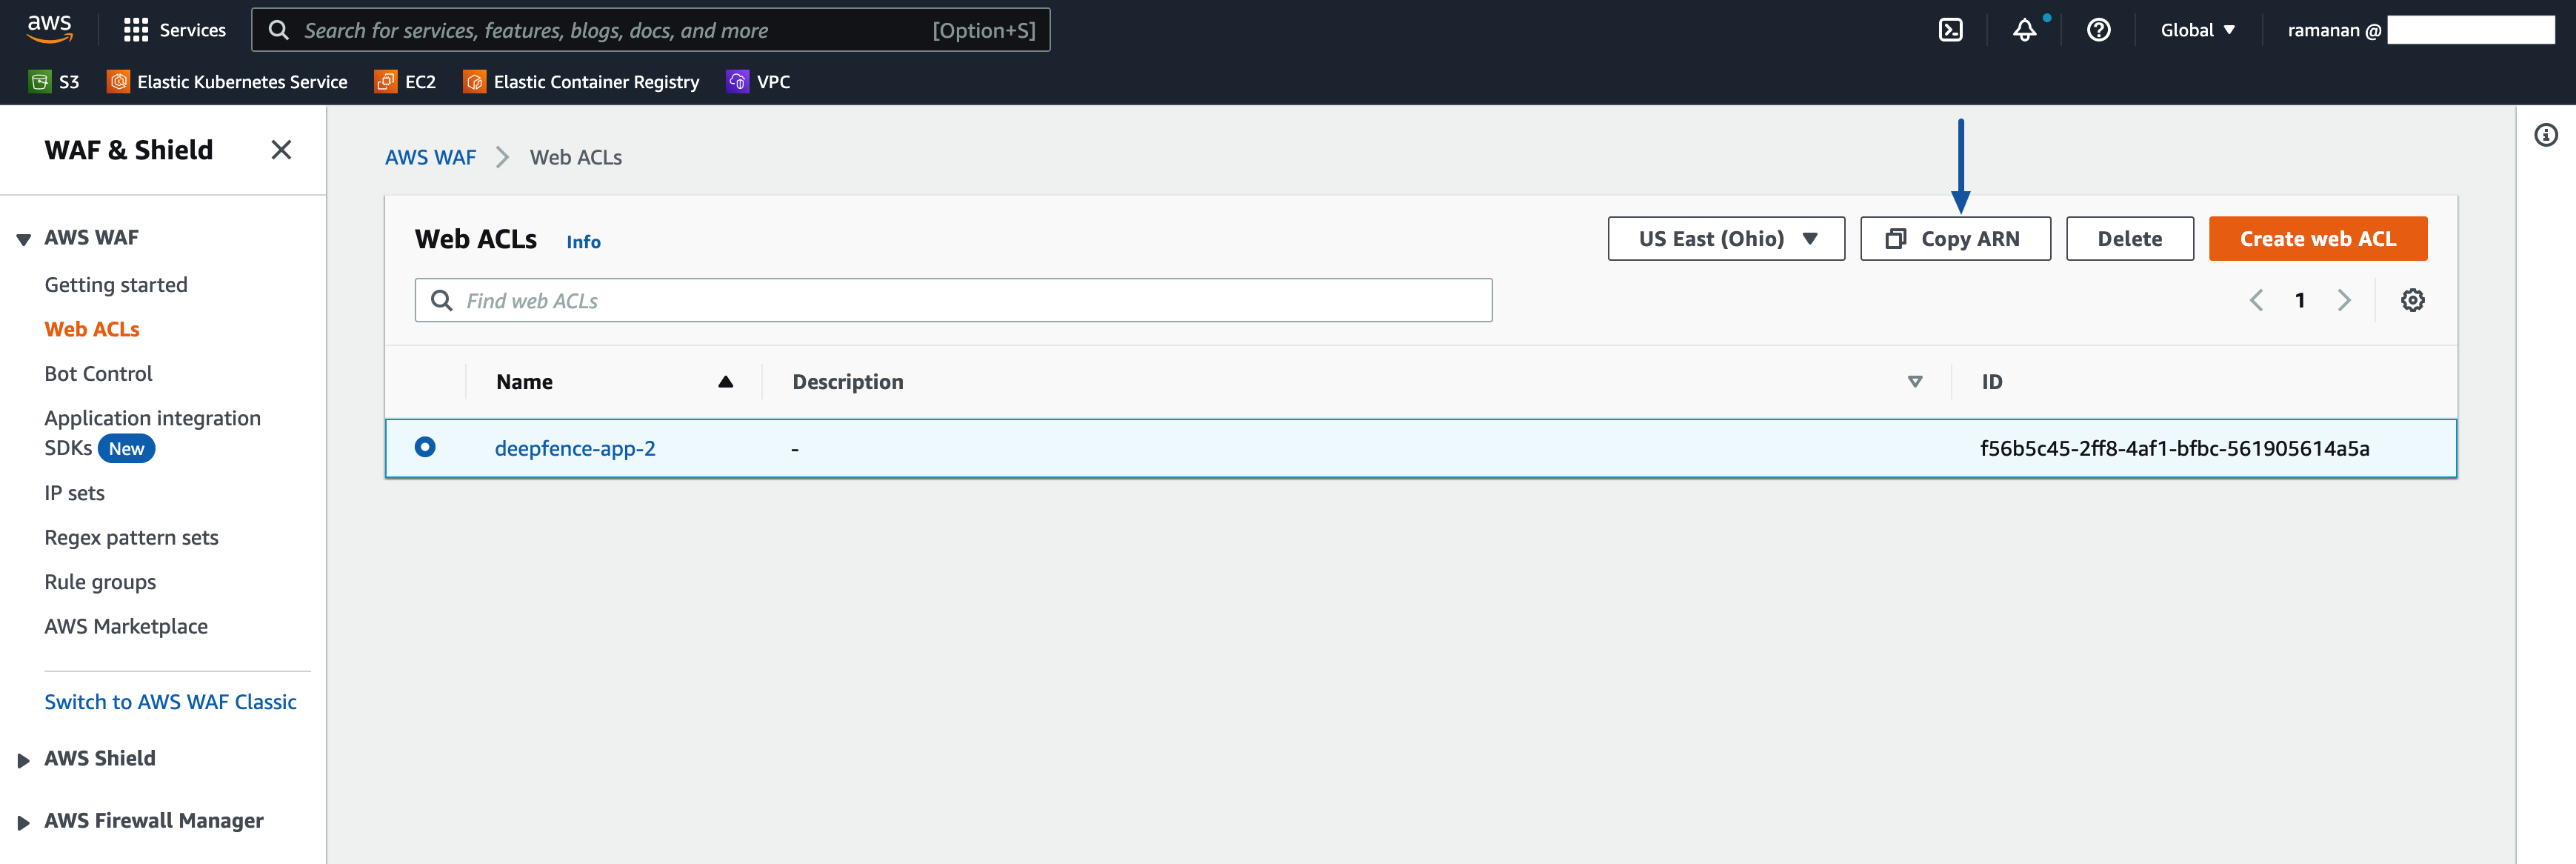 aws
Services
Search for services, features, blogs, docs, and more [Option+S]
Global
ramanan @
S3
Elastic Kubernetes Service
EC2
Elastic Container Registry
VPC
WAF & Shield
AWS WAF
Getting started
Web ACLs
Bot Control
Application integration
SDKs New
IP sets
Regex pattern sets
Rule groups
AWS Marketplace
Switch to AWS WAF Classic
AWS Shield
AWS Firewall Manager
AWS WAF
Web ACLs
Web ACLs Info
US East (Ohio)
Copy ARN
Delete
Create web ACL
Find web ACLs
1
Name Description ID
deepfence-app-2 - f56b5c45-2ff8-4af1-bfbc-561905614a5a